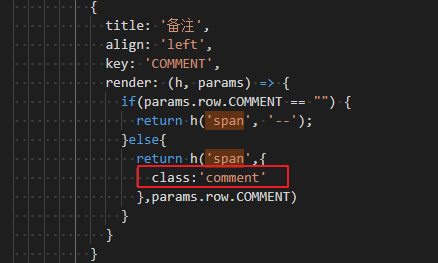 {
title: '备注',
align: 'left',
key: 'COMMENT',
render: (h, params) => {
if(params.row.COMMENT == "") {
return h('span', '--');
}else{
return h('span',{
class:'comment'
},params.row.COMMENT)
}
}
}